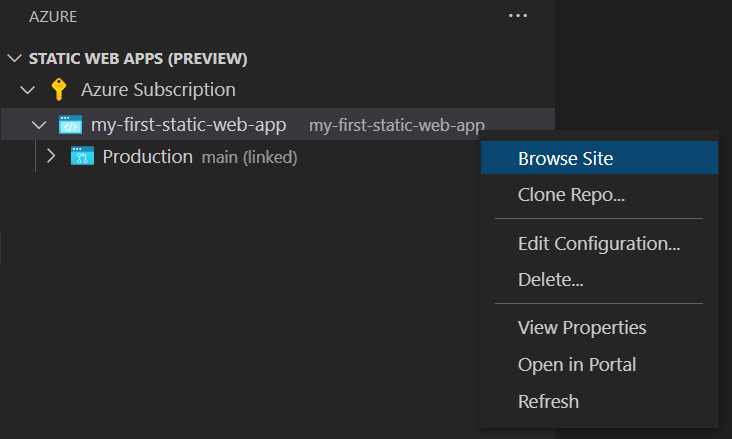 AZURE
STATIC WEB APPS (PREVIEW)
Azure Subscription
my-first-static-web-app my-first-static-web-app
Production main (linked)
Browse Site
Clone Repo...
Edit Configuration...
Delete...
View Properties
Open in Portal
Refresh